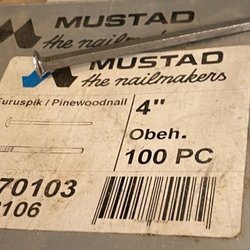 MUSTAD
the nailmakers
MUSTAD
the nailmakers
Furuspik / Pinewoodnail
4"
Obeh.
100 PC
70103
106